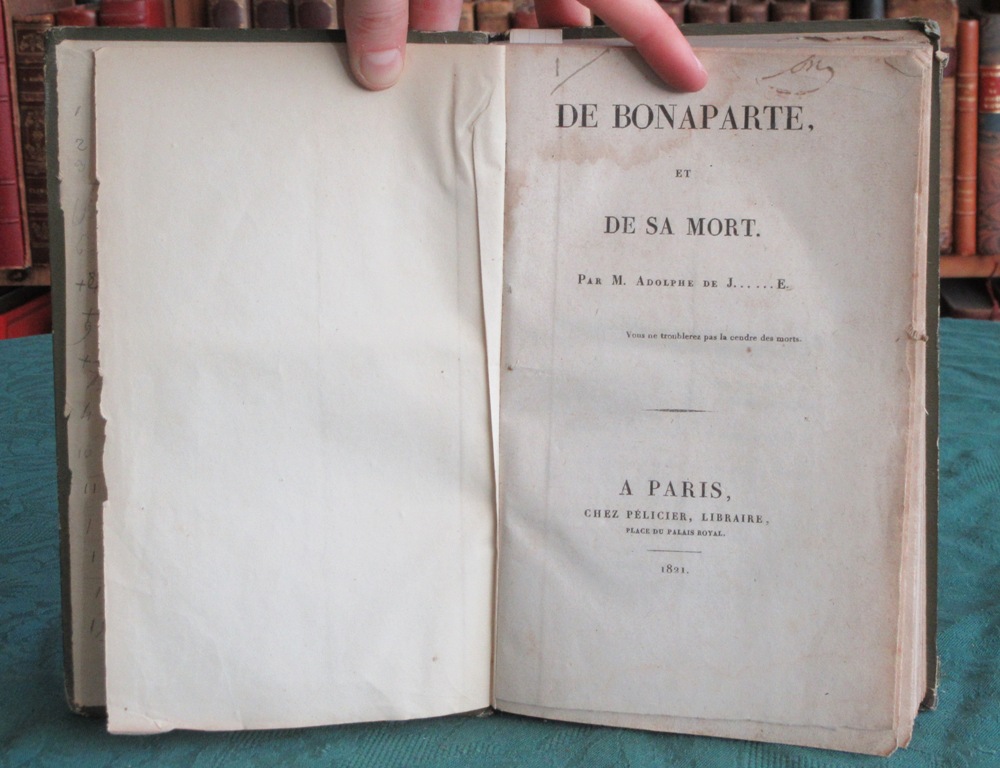 DE BONAPARTE,
ET
DE SA MORT.
PAR M. ADOLPHE DE J......E.
Vous ne troublerez pas la cendre des morts.
A PARIS,
CHEZ PÉLICIER, LIBRAIRE,
PLACE DU PALAIS ROYAL.
1821.